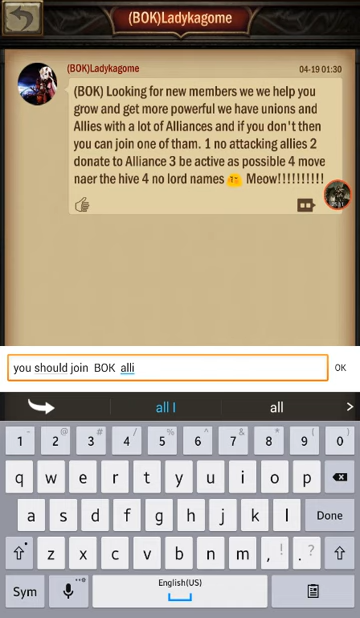 (BOK)Ladykagome
(BOK)Ladykagome 04-19 01:30
(BOK) Looking for new members we we help you
grow and get more powerful we have unions and
Allies with a lot of Alliances and if you don't then
you can join one of tham. 1 no attacking allies 2
donate to Alliance 3 be active as possible 4 move
naer the hive 4 no lord names Meow!!!!!!!!!!
you should join BOK alli OK
all I all >
1 2 3 4 5 6 7 8 9 0
- @ # / % ^ & * ( )
q w e r t y u i o p
a s d f g h j k l Done
z x c v b n m , ! . ?
Sym English(US)